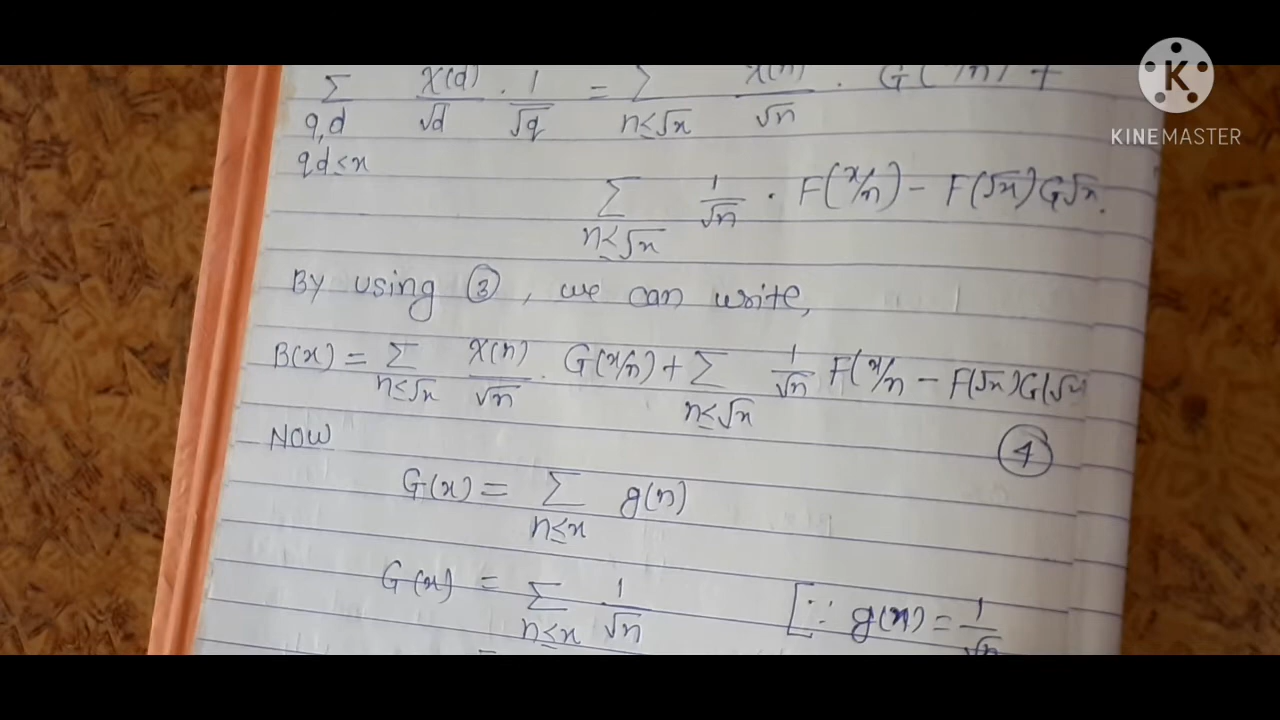 Σ χ(d)/√d · 1/√q = Σ χ(n)/√n · G(x/n) +
q,d n≤√x
qd≤x
Σ 1/√n · F(x/n) − F(√x)G√x.
n≤√x
By using ③, we can write,
B(x) = Σ χ(n)/√n · G(x/n) + Σ 1/√n F(x/n − F(√x)G(√x
n≤√x n≤√x
④
Now
G(x) = Σ g(n)
n≤x
G(x) = Σ 1/√n [∵ g(n) = 1/√n
n≤x
K
KINEMASTER